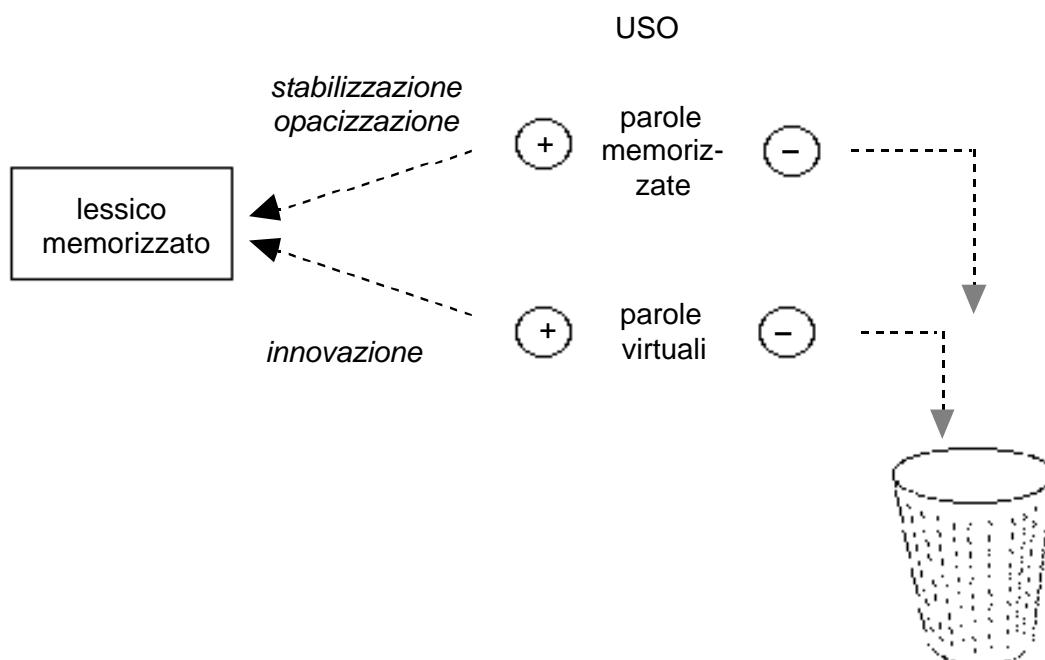 USO
stabilizzazione
opacizzazione
+
parole
memoriz-
zate
−
lessico
memorizzato
innovazione
+
parole
virtuali
−